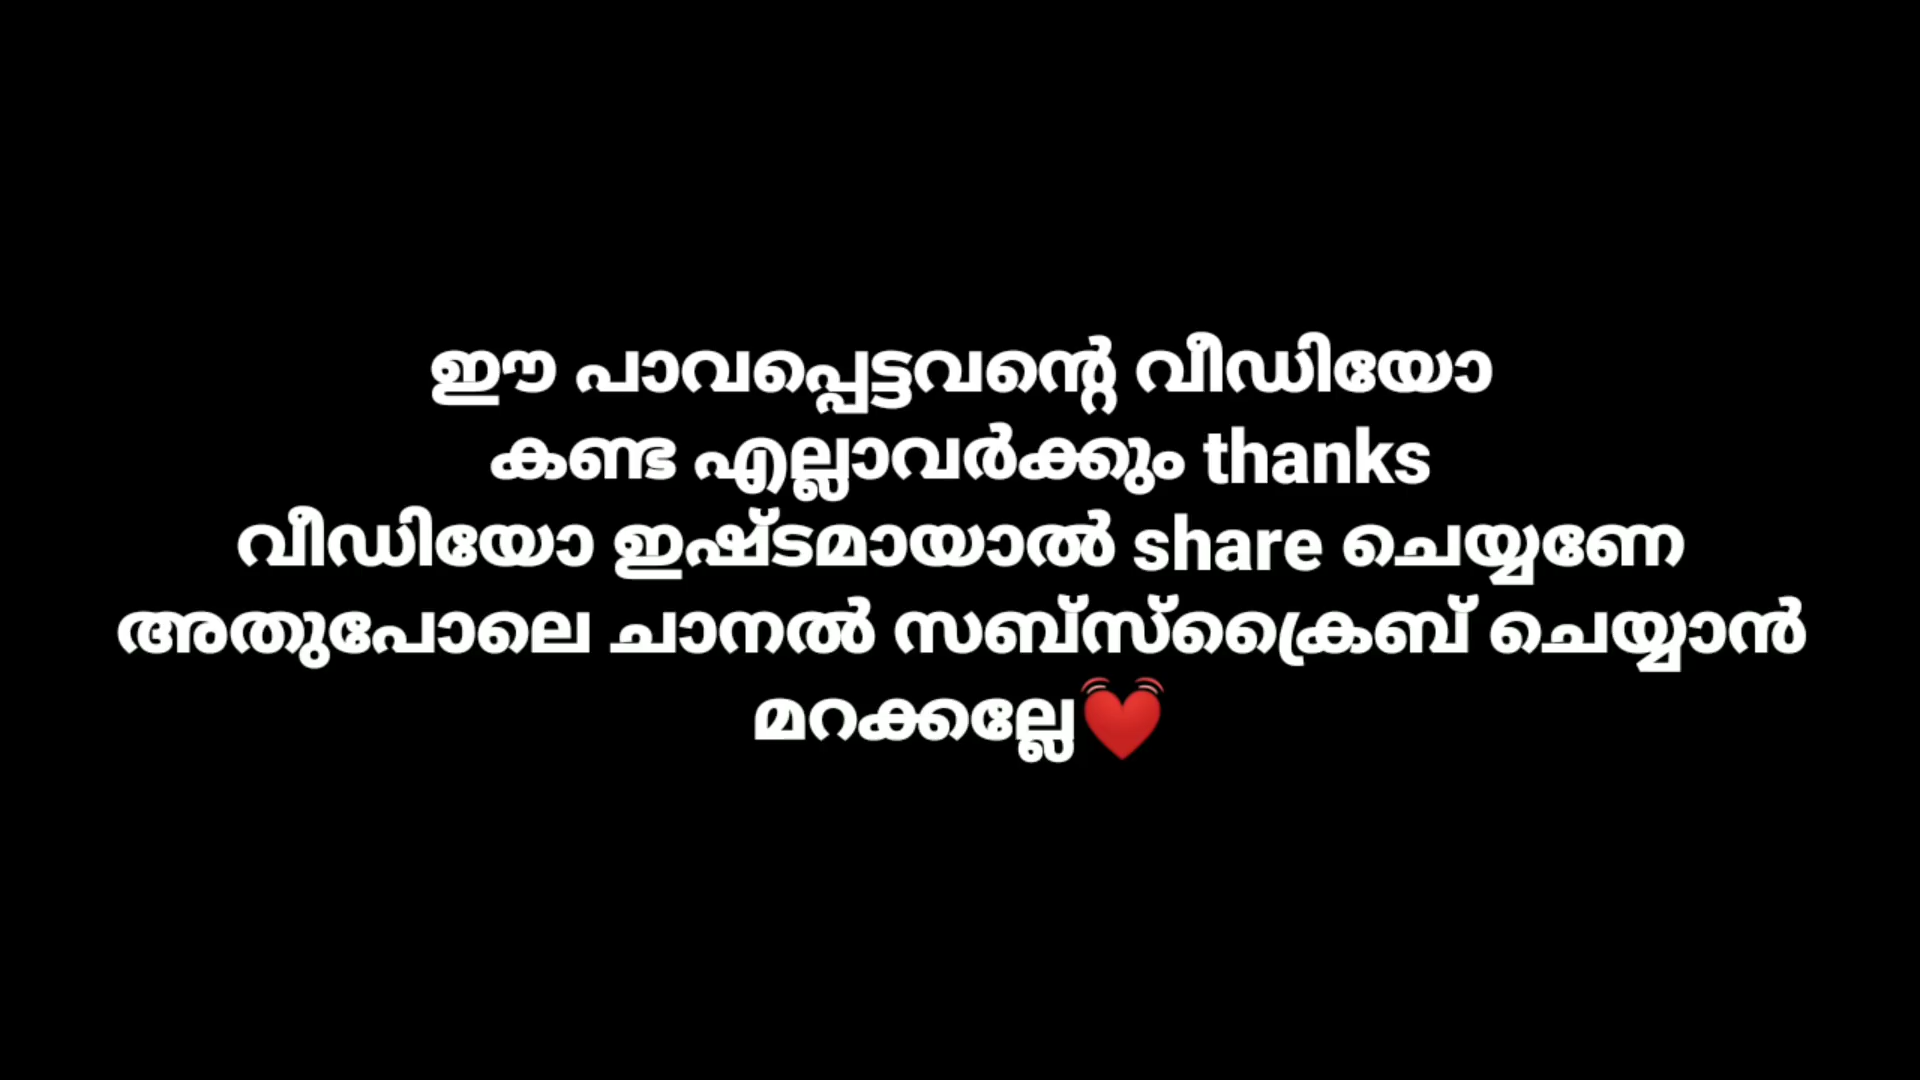 ഈ പാവപ്പെട്ടവന്റെ വീഡിയോ
കണ്ട എല്ലാവർക്കും thanks
വീഡിയോ ഇഷ്ടമായാൽ share ചെയ്യണേ
അതുപോലെ ചാനൽ സബ്സ്ക്രൈബ് ചെയ്യാൻ
മറക്കല്ലേ💓